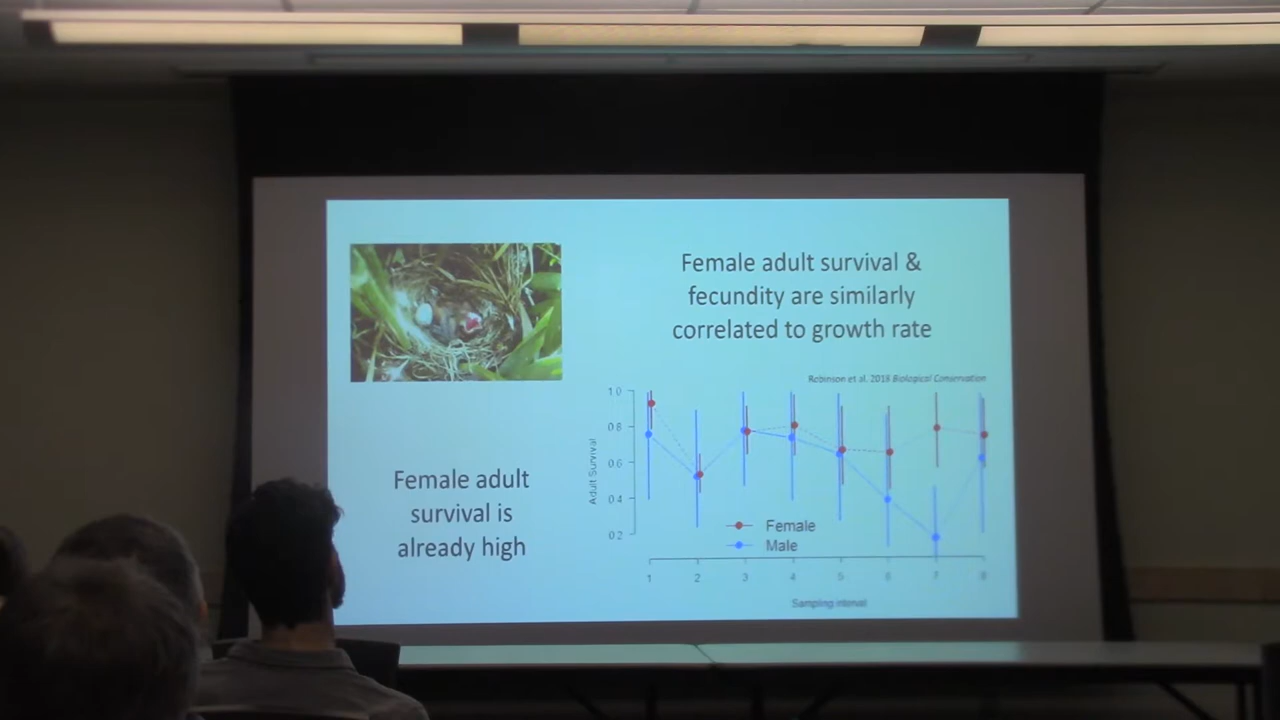 Female adult survival &
fecundity are similarly
correlated to growth rate
Robinson et al. 2018 Biological Conservation
Female adult
survival is
already high
Adult Survival
1.0
0.8
0.6
0.4
0.2
Female
Male
1 2 3 4 5 6 7 8
Sampling interval